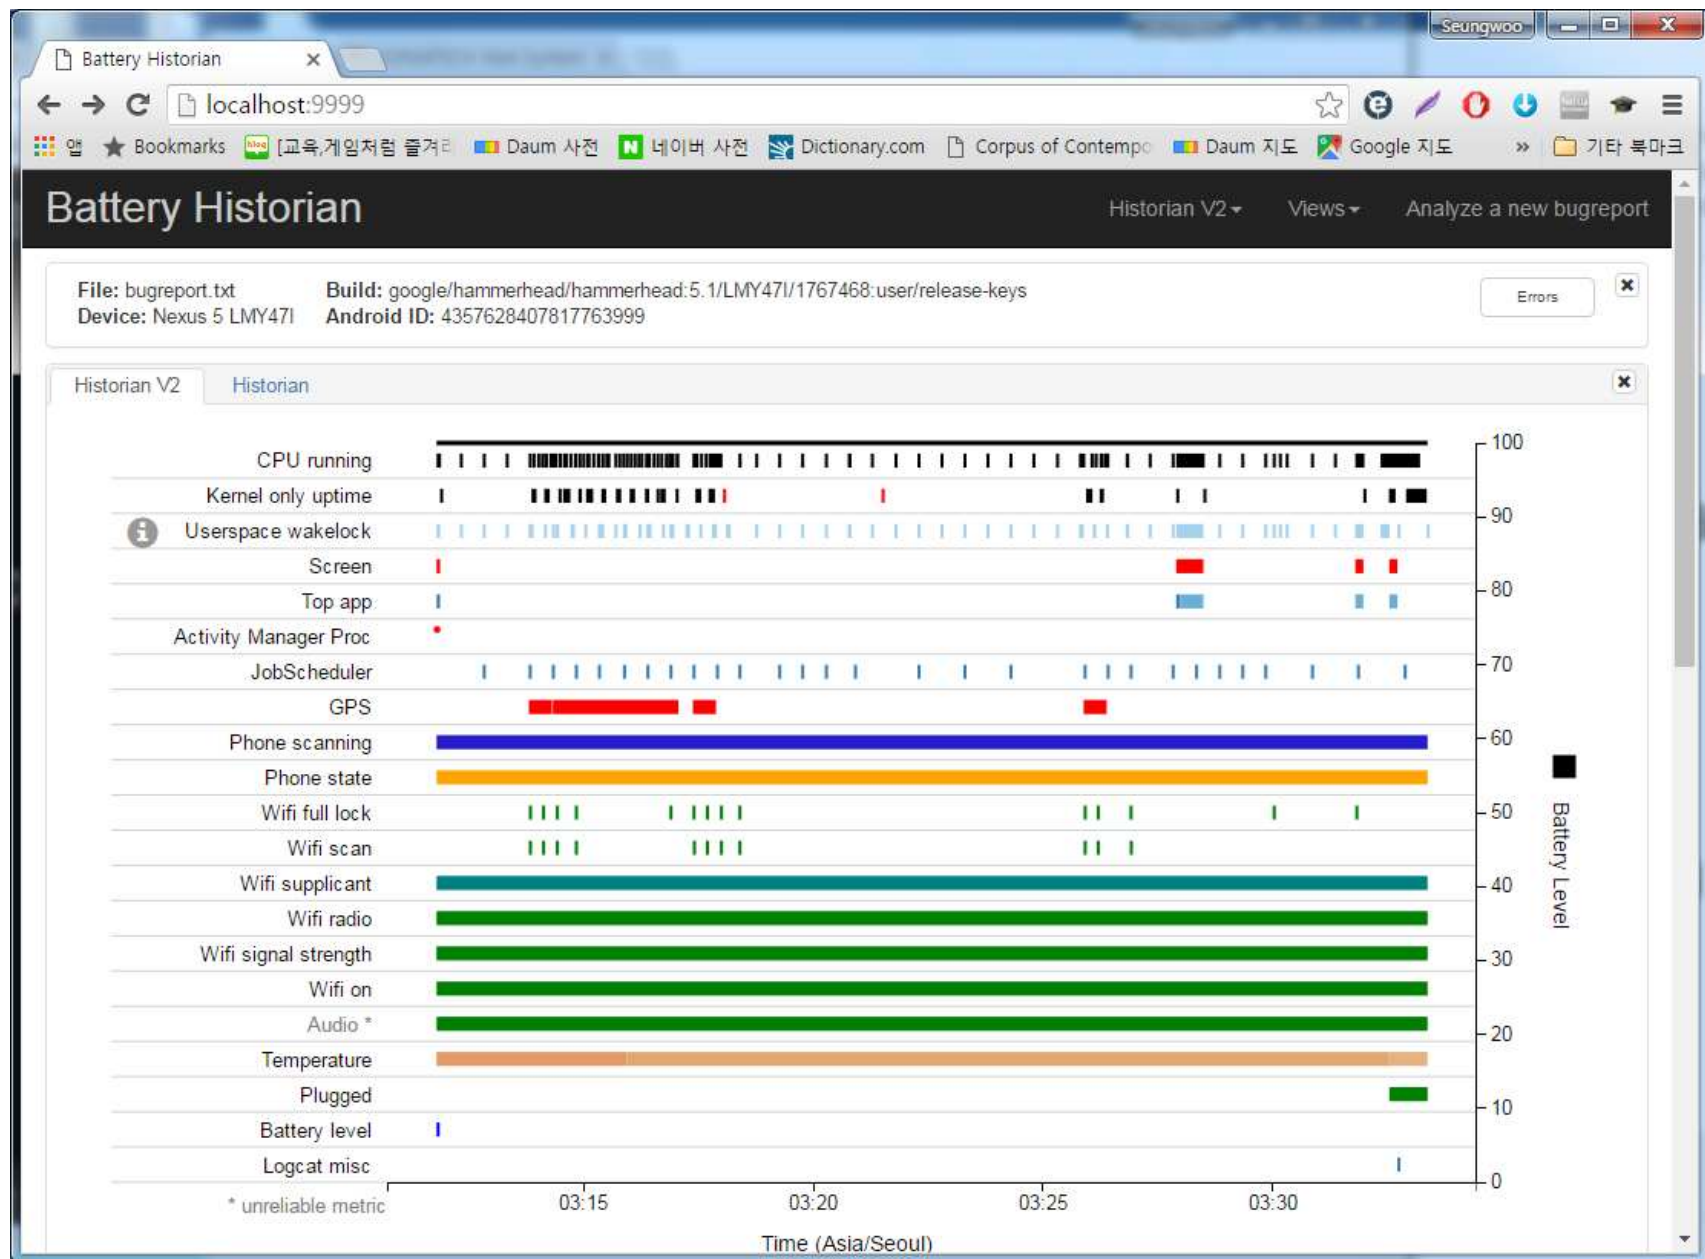 Seungwoo
Battery Historian
localhost:9999
앱 Bookmarks blog [교육,게임처럼 즐겨 Daum 사전 N 네이버 사전 Dictionary.com Corpus of Contempo Daum 지도 Google 지도 » 기타 북마크
Battery Historian Historian V2 Views Analyze a new bugreport
File: bugreport.txt Build: google/hammerhead/hammerhead:5.1/LMY47I/1767468:user/release-keys Errors
Device: Nexus 5 LMY47I Android ID: 4357628407817763999
Historian V2 Historian
CPU running
Kernel only uptime
Userspace wakelock
Screen
Top app
Activity Manager Proc
JobScheduler
GPS
Phone scanning
Phone state
Wifi full lock
Wifi scan
Wifi supplicant
Wifi radio
Wifi signal strength
Wifi on
Audio *
Temperature
Plugged
Battery level
Logcat misc
* unreliable metric
100
90
80
70
60
50
40
30
20
10
0
Battery Level
03:15 03:20 03:25 03:30
Time (Asia/Seoul)